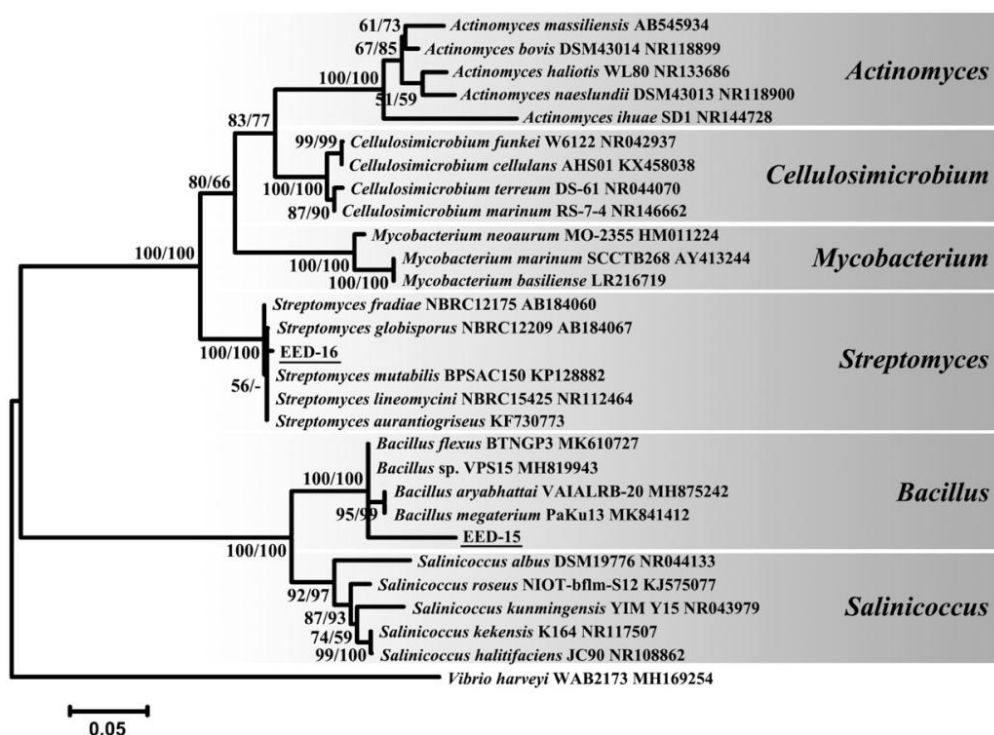 61/73
Actinomyces massiliensis AB545934
67/85
Actinomyces bovis DSM43014 NR118899
Actinomyces
100/100
Actinomyces haliotis WL80 NR133686
51/59
Actinomyces naeslundii DSM43013 NR118900
83/77
Actinomyces ihuae SD1 NR144728
99/99
Cellulosimicrobium funkei W6122 NR042937
Cellulosimicrobium cellulans AHS01 KX458038
Cellulosimicrobium
80/66
100/100
Cellulosimicrobium terreum DS-61 NR044070
87/90
Cellulosimicrobium marinum RS-7-4 NR146662
Mycobacterium neoaurum MO-2355 HM011224
100/100
100/100
Mycobacterium marinum SCCTB268 AY413244
Mycobacterium
100/100
Mycobacterium basiliense LR216719
Streptomyces fradiae NBRC12175 AB184060
Streptomyces globisporus NBRC12209 AB184067
100/100
EED-16
Streptomyces
56/-
Streptomyces mutabilis BPSAC150 KP128882
Streptomyces lineomycini NBRC15425 NR112464
Streptomyces aurantiogriseus KF730773
Bacillus flexus BTNGP3 MK610727
100/100
Bacillus sp. VPS15 MH819943
Bacillus
Bacillus aryabhattai VAIALRB-20 MH875242
95/99
Bacillus megaterium PaKu13 MK841412
EED-15
100/100
Salinicoccus albus DSM19776 NR044133
92/97
Salinicoccus roseus NIOT-bflm-S12 KJ575077
87/93
Salinicoccus kunmingensis YIM Y15 NR043979
Salinicoccus
74/59
Salinicoccus kekensis K164 NR117507
99/100
Salinicoccus halitifaciens JC90 NR108862
Vibrio harveyi WAB2173 MH169254
0.05